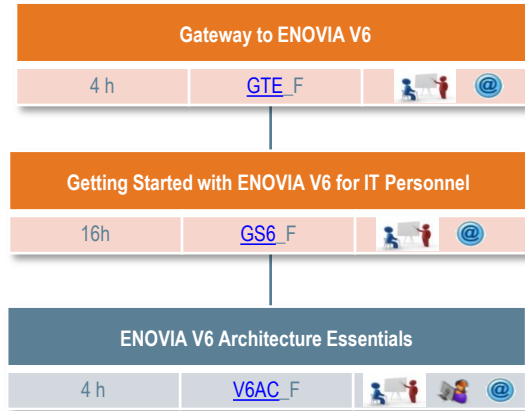 Gateway to ENOVIA V6
4 h GTE_F @
Getting Started with ENOVIA V6 for IT Personnel
16h GS6_F @
ENOVIA V6 Architecture Essentials
4 h V6AC_F @